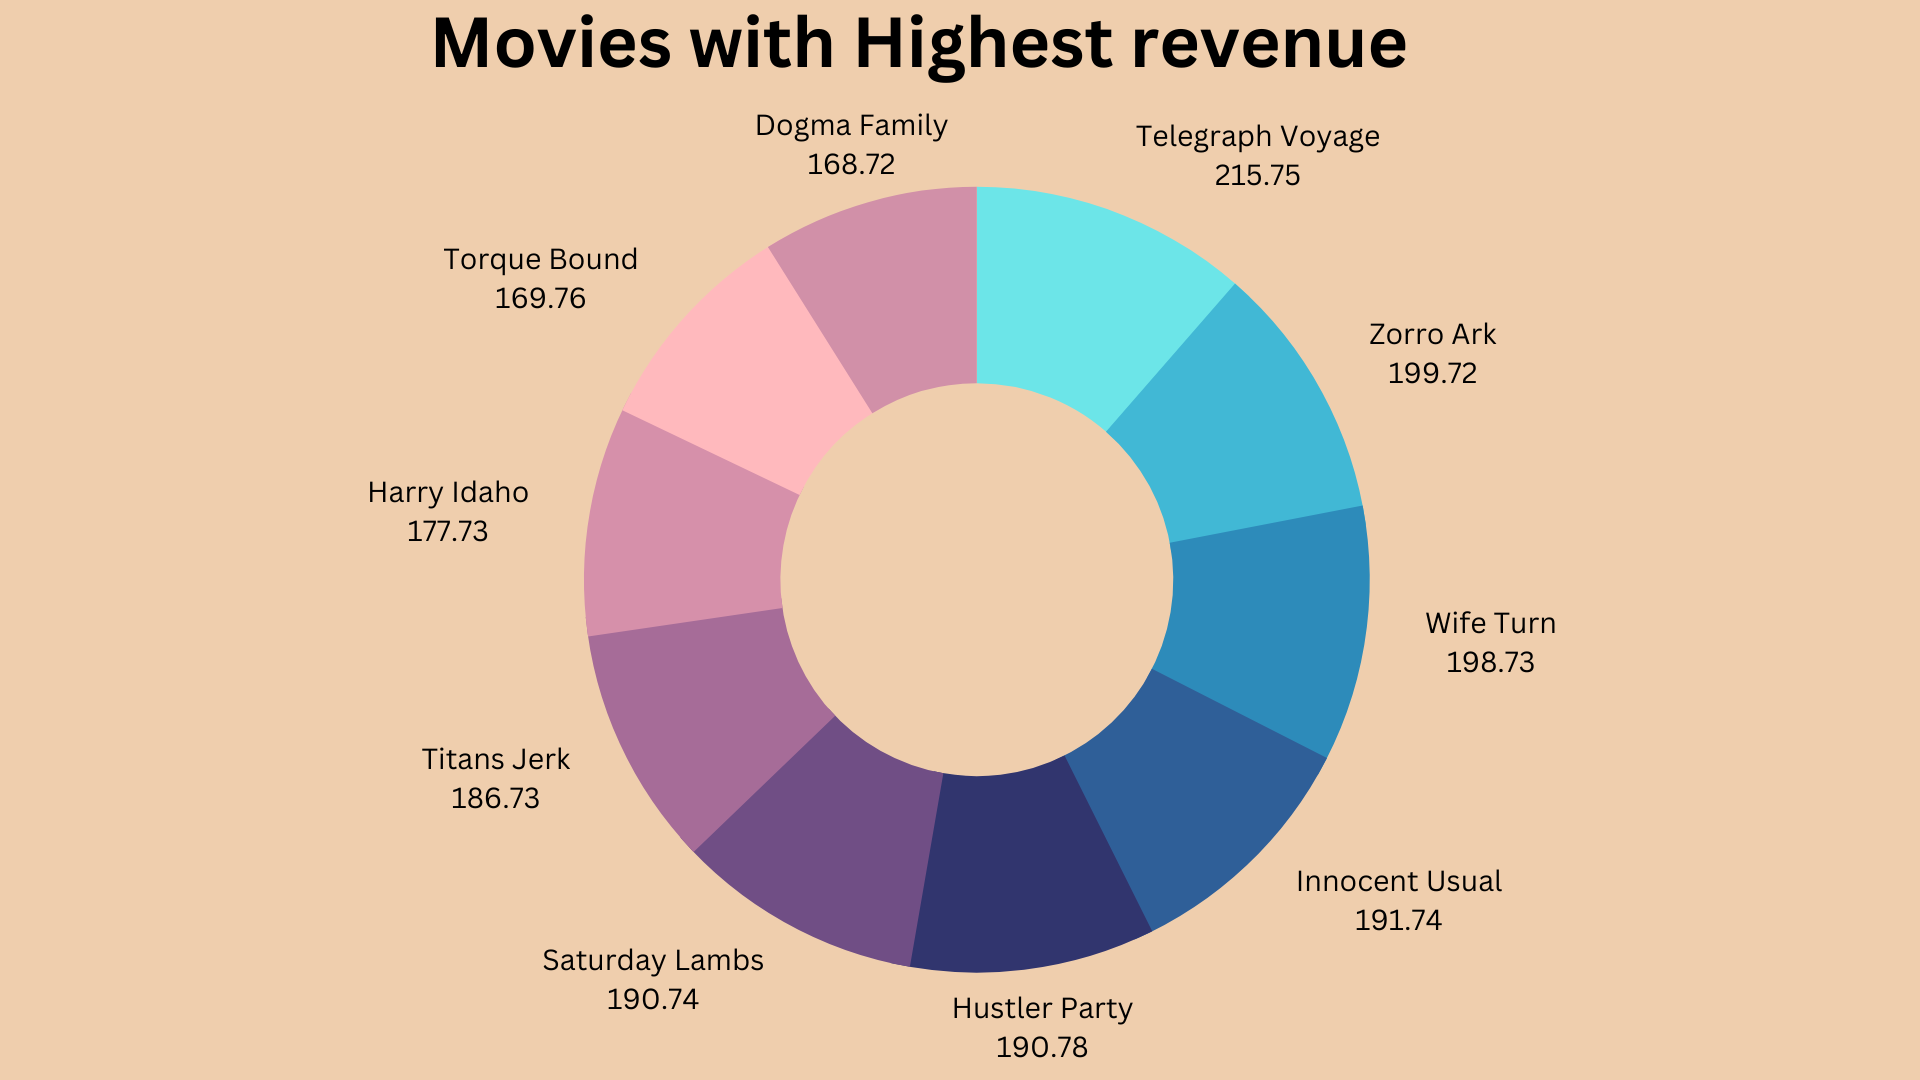 Movies with Highest revenue
Dogma Family
168.72
Telegraph Voyage
215.75
Torque Bound
169.76
Zorro Ark
199.72
Harry Idaho
177.73
Wife Turn
198.73
Titans Jerk
186.73
Innocent Usual
191.74
Saturday Lambs
190.74
Hustler Party
190.78